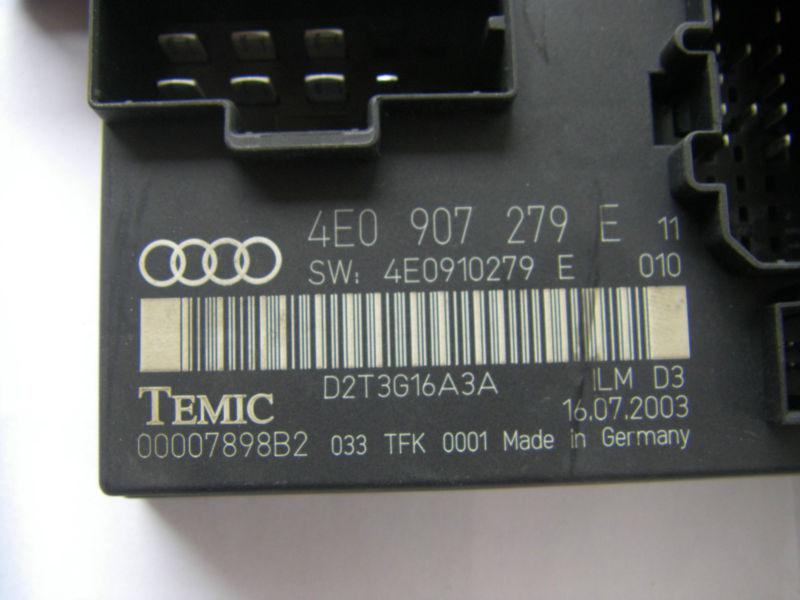 4E0 907 279 E 11
SW: 4E0910279 E 010
D2T3G16A3A ILM D3
TEMIC 16.07.2003
00007898B2 033 TFK 0001 Made in Germany